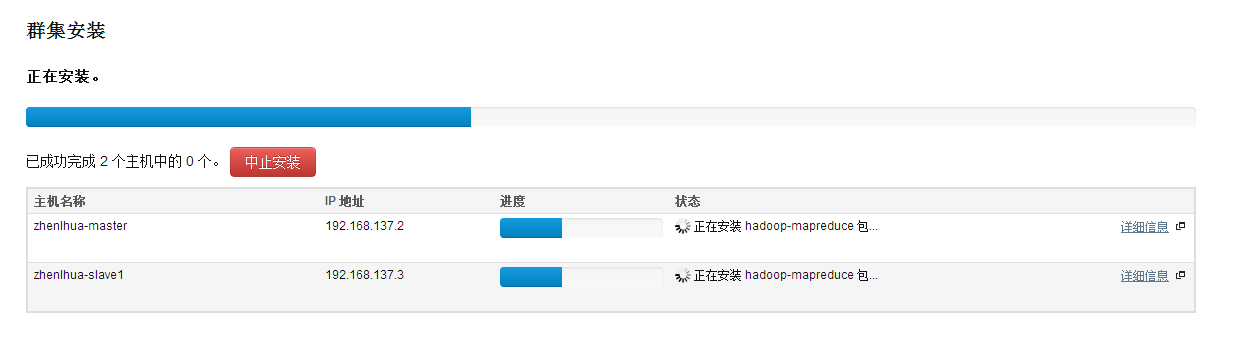 群集安装
正在安装。
已成功完成 2 个主机中的 0 个。 中止安装
主机名称 IP 地址 进度 状态
zhenlhua-master 192.168.137.2 正在安装 hadoop-mapreduce 包... 详细信息
zhenlhua-slave1 192.168.137.3 正在安装 hadoop-mapreduce 包... 详细信息